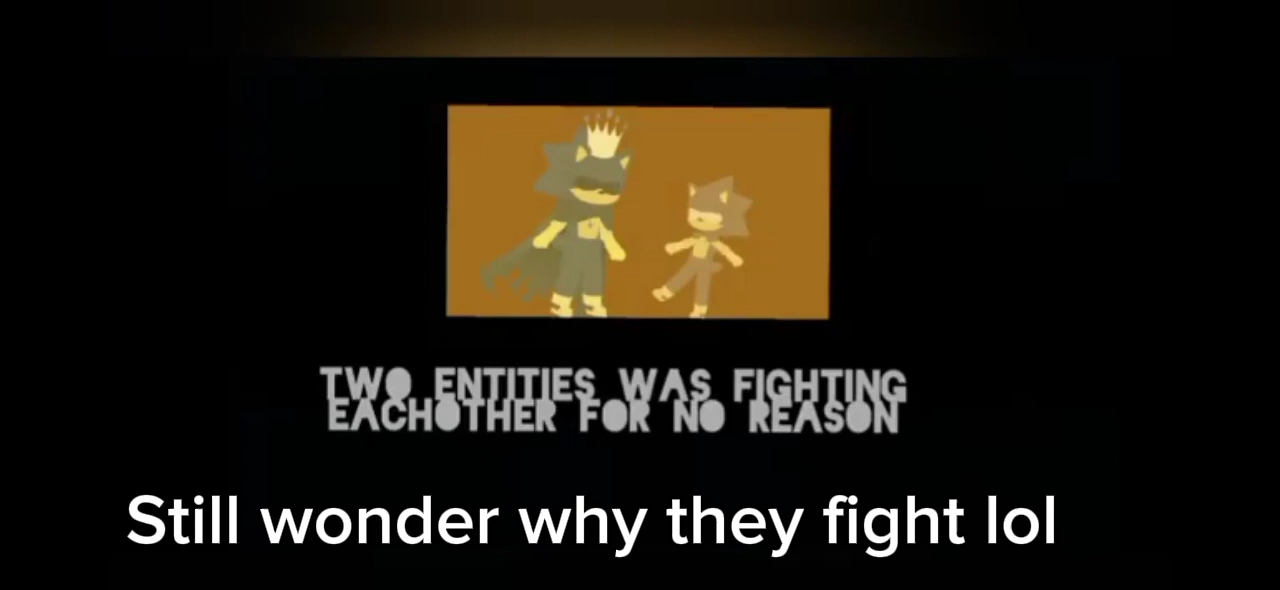 TWO ENTITIES WAS FIGHTING
EACHOTHER FOR NO REASON
Still wonder why they fight lol